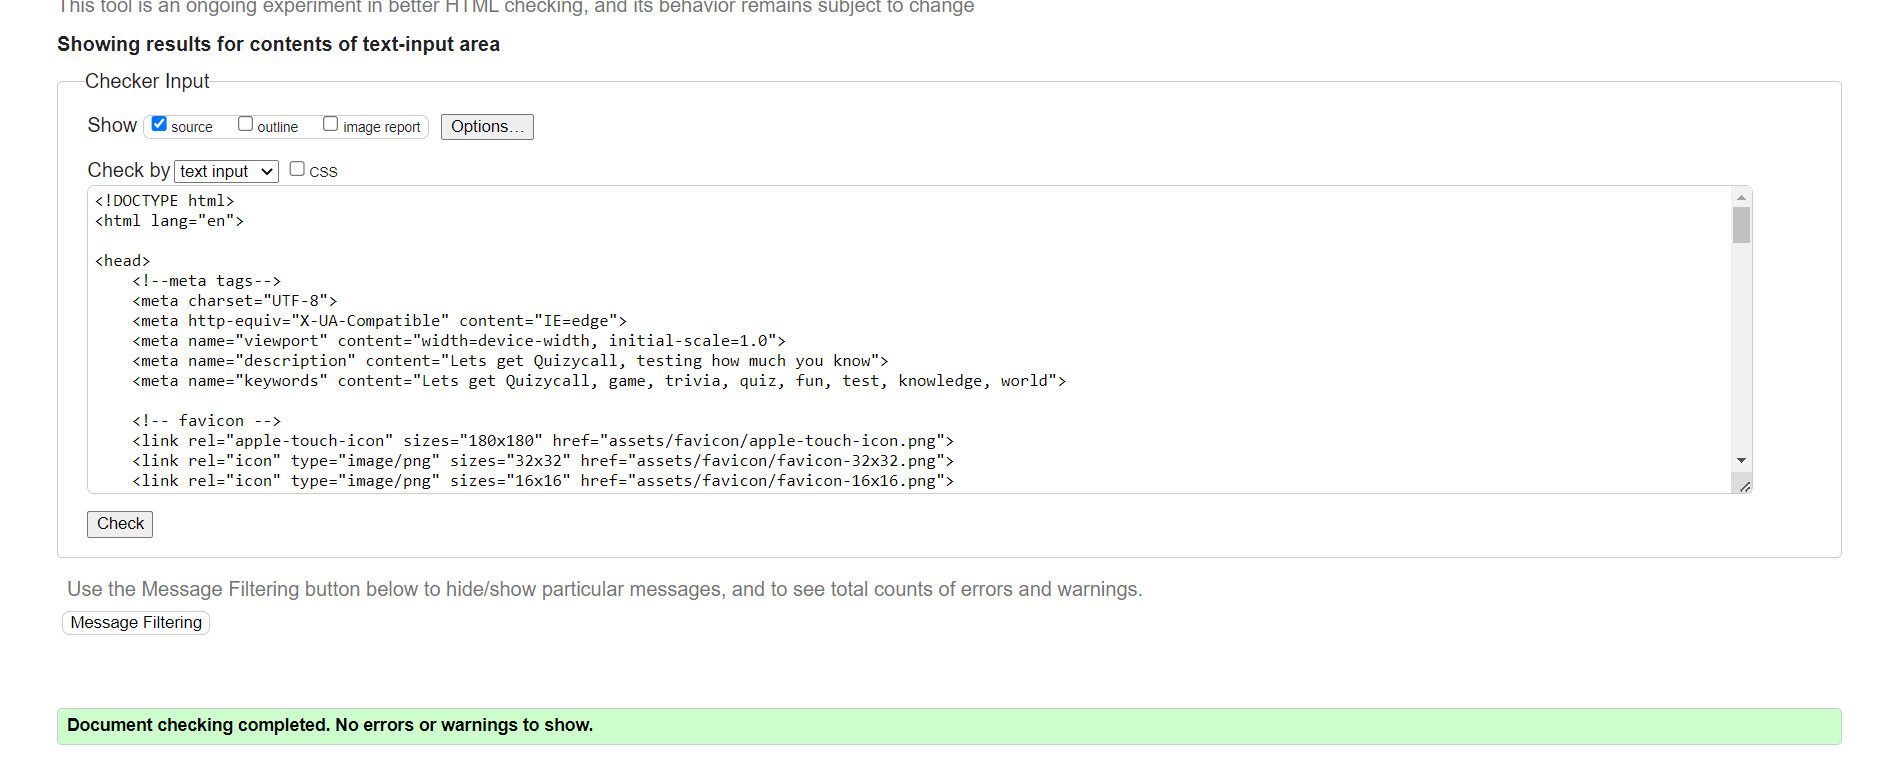 This tool is an ongoing experiment in better HTML checking, and its behavior remains subject to change
Showing results for contents of text-input area
Checker Input
Show source outline image report Options...
Check by text input CSS
<!DOCTYPE html>
<html lang="en">
<head>
<!--meta tags-->
<meta charset="UTF-8">
<meta http-equiv="X-UA-Compatible" content="IE=edge">
<meta name="viewport" content="width=device-width, initial-scale=1.0">
<meta name="description" content="Lets get Quizycall, testing how much you know">
<meta name="keywords" content="Lets get Quizycall, game, trivia, quiz, fun, test, knowledge, world">
<!-- favicon -->
<link rel="apple-touch-icon" sizes="180x180" href="assets/favicon/apple-touch-icon.png">
<link rel="icon" type="image/png" sizes="32x32" href="assets/favicon/favicon-32x32.png">
<link rel="icon" type="image/png" sizes="16x16" href="assets/favicon/favicon-16x16.png">
Check
Use the Message Filtering button below to hide/show particular messages, and to see total counts of errors and warnings.
Message Filtering
Document checking completed. No errors or warnings to show.